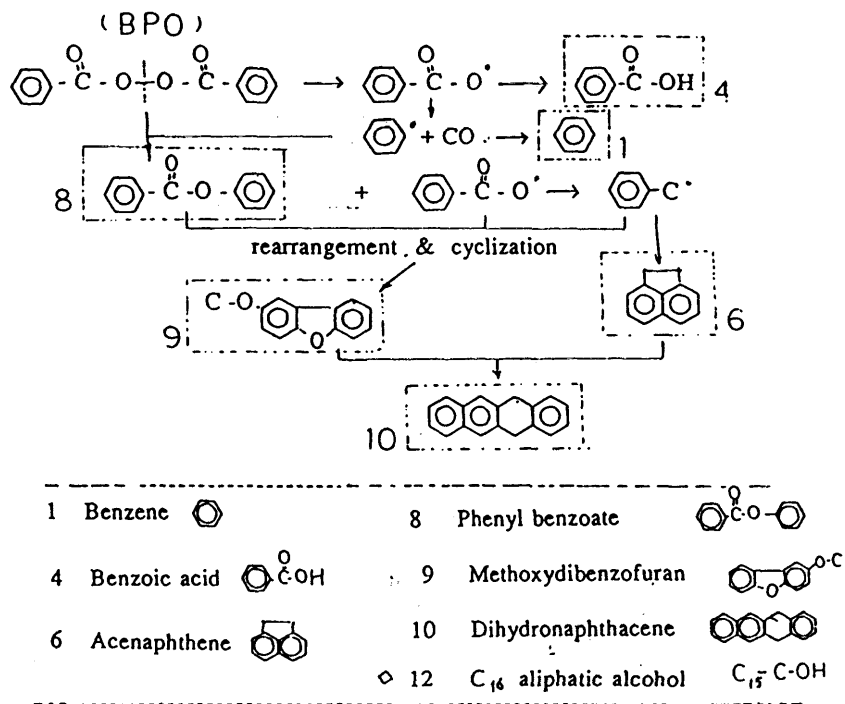 (BPO)
O O O O
C - O - O - C → C - O• → C -OH 4
• + CO → 1
8 O O
C - O - + C - O• → C•
rearrangement & cyclization
C -O
O
9 6
10
1 Benzene 8 Phenyl benzoate O C-O
4 Benzoic acid O C-OH 9 Methoxydibenzofuran O-C O
6 Acenaphthene 10 Dihydronaphthacene
◇ 12 C₁₆ aliphatic alcohol C₁₅- C-OH